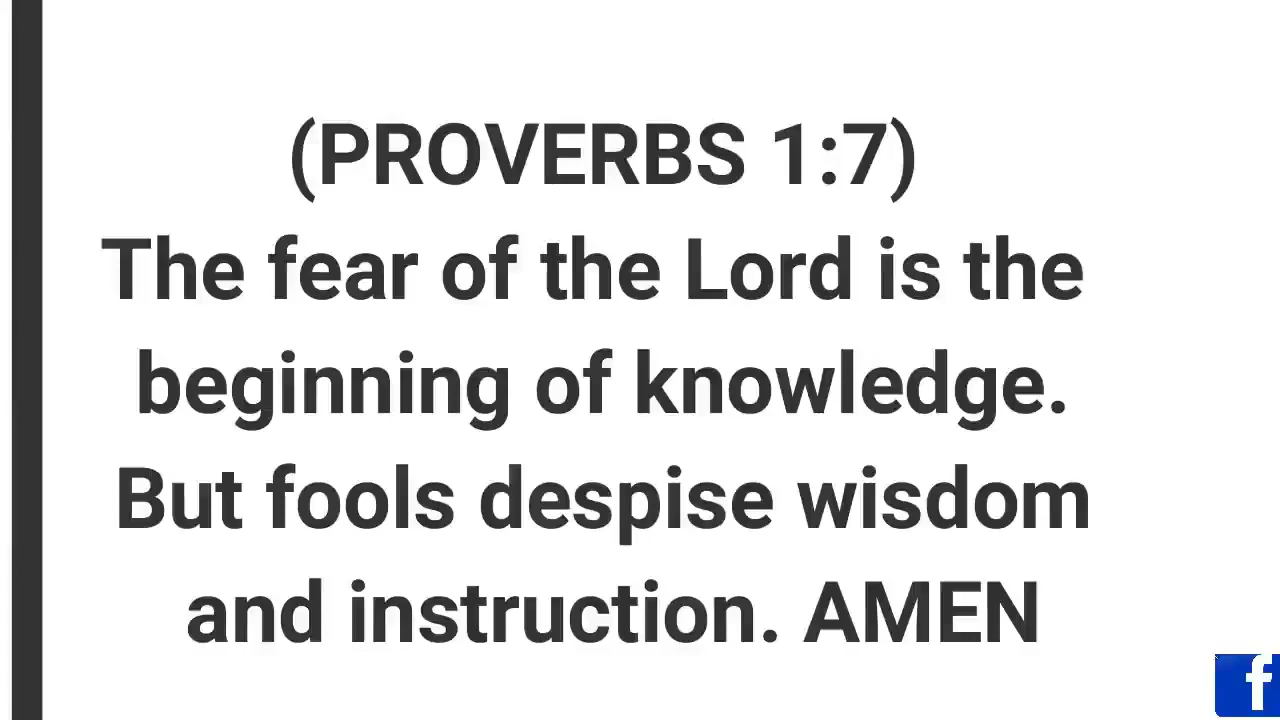 (PROVERBS 1:7)
The fear of the Lord is the
beginning of knowledge.
But fools despise wisdom
and instruction. AMEN
f